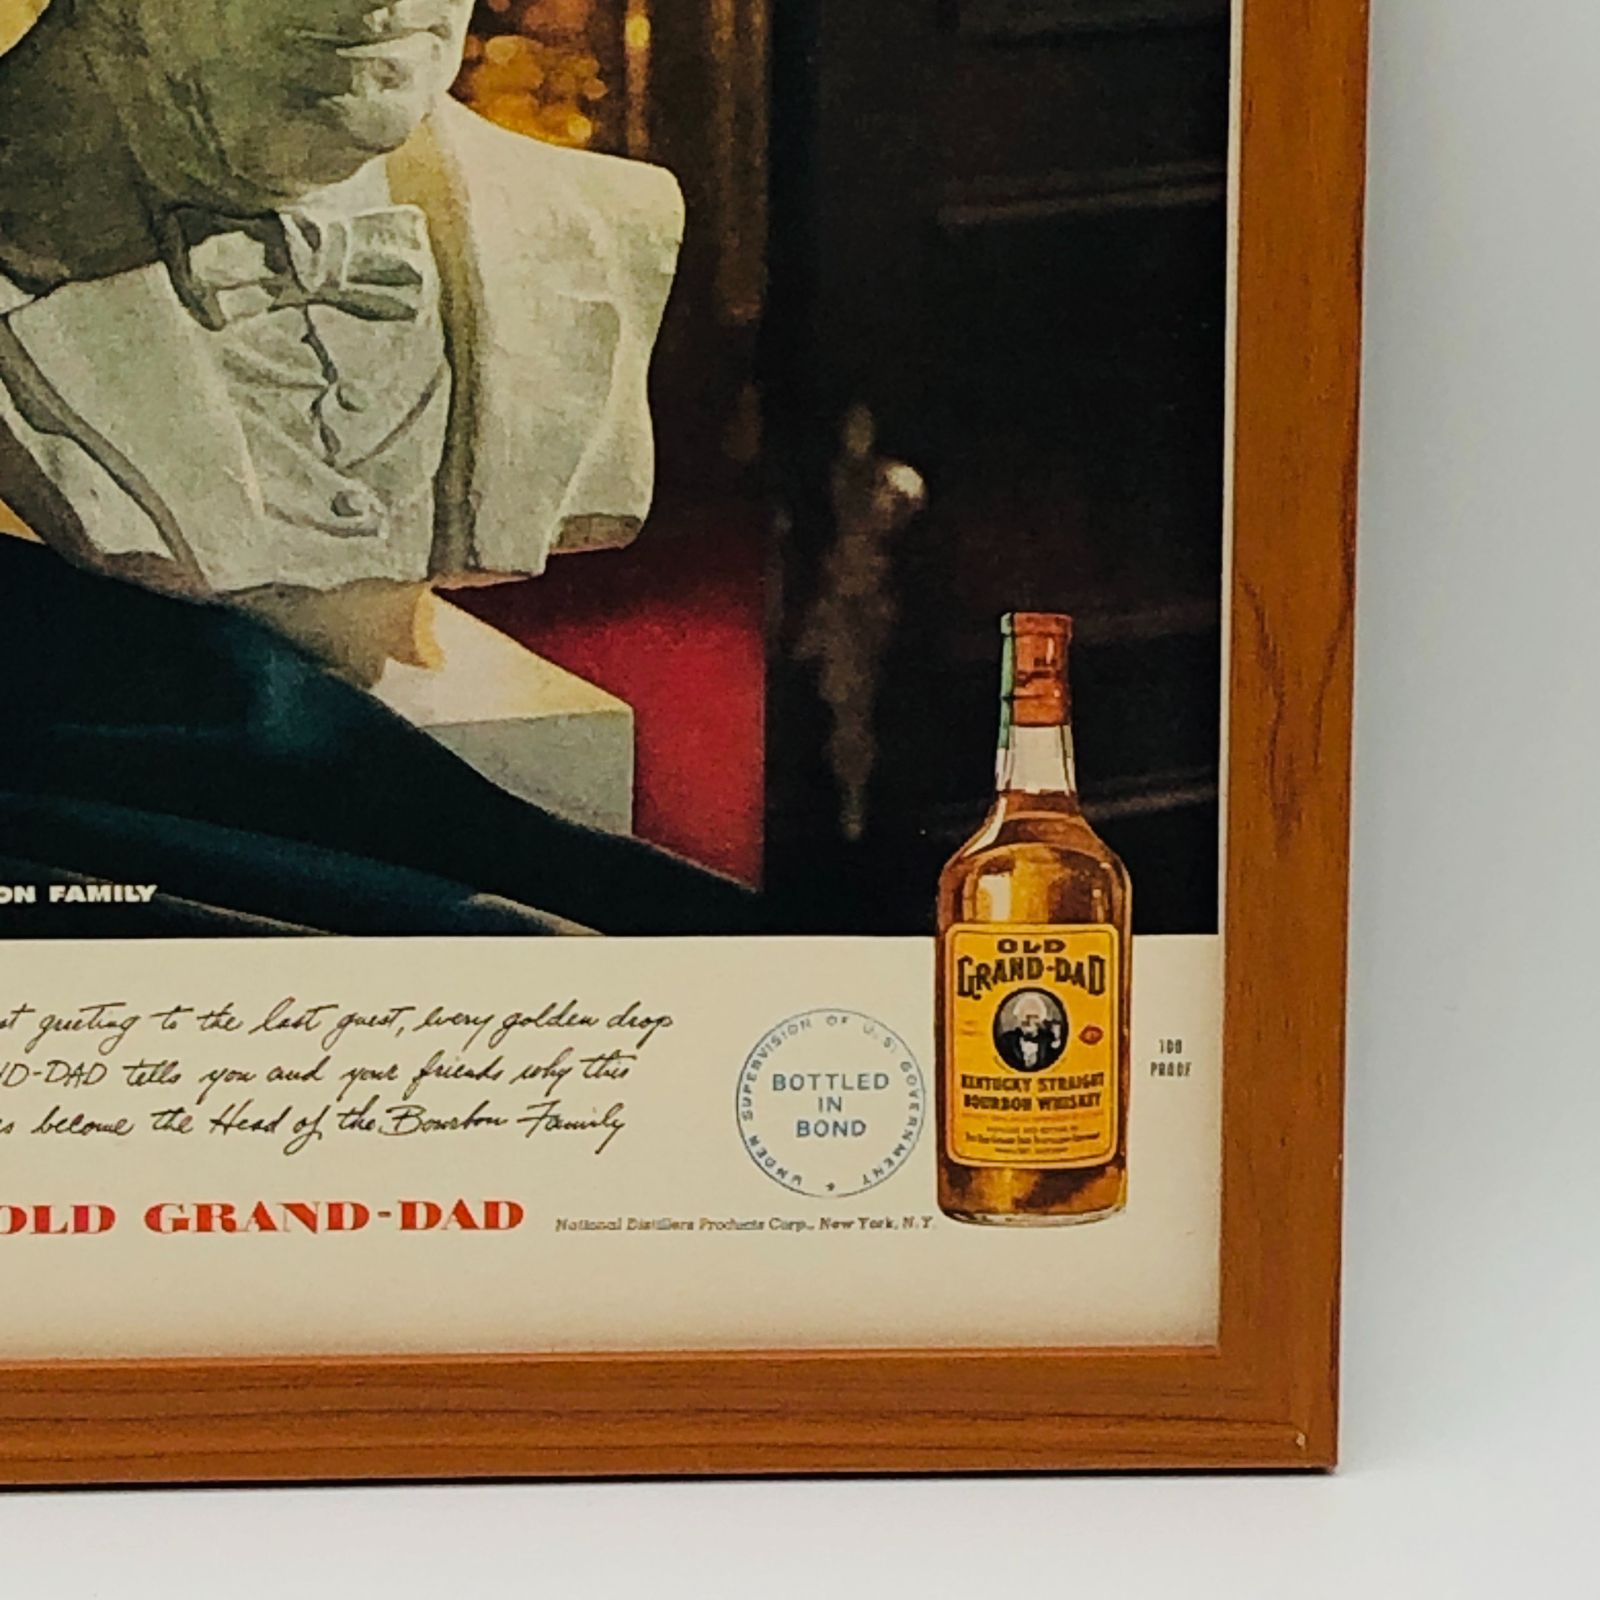 ON FAMILY
st greeting to the last guest, every golden drop
ND-DAD tells you and your friends why this
s become the Head of the Bourbon Family
OLD GRAND-DAD
National Distillers Products Corp., New York, N.Y.
UNDER SUPERVISION OF U.S. GOVERNMENT
BOTTLED
IN
BOND
OLD
GRAND-DAD
KENTUCKY STRAIGHT
BOURBON WHISKEY
100
PROOF